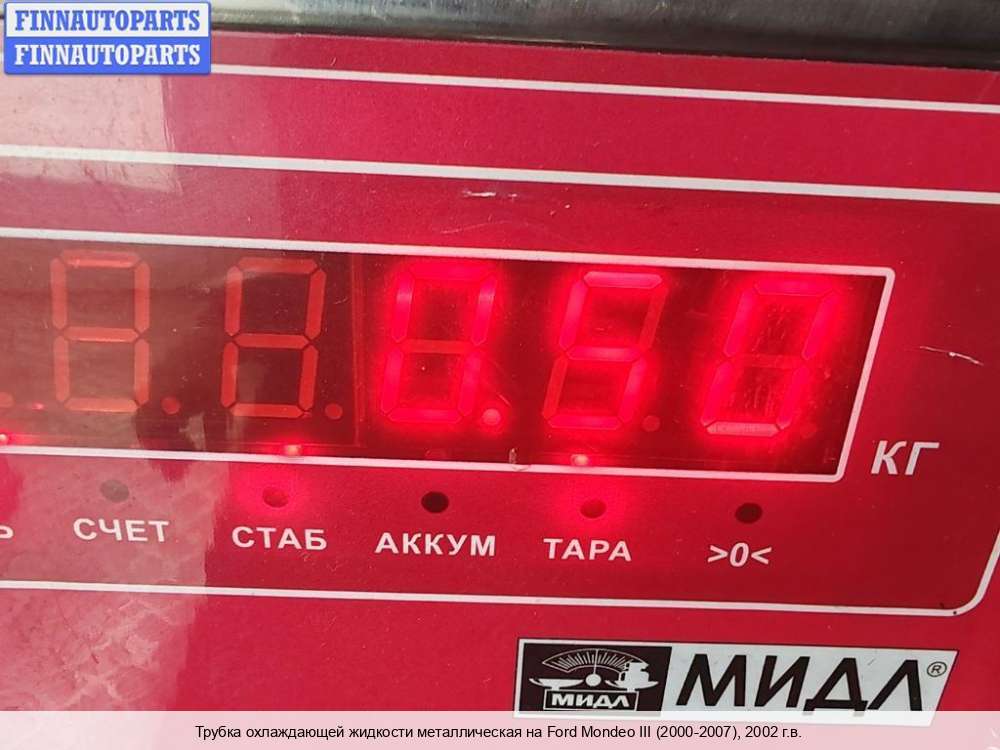 FINNAUTOPARTS
FINNAUTOPARTS
0.50
КГ
СЧЕТ СТАБ АККУМ ТАРА >0<
МИДЛ МИДЛ®
Трубка охлаждающей жидкости металлическая на Ford Mondeo III (2000-2007), 2002 г.в.